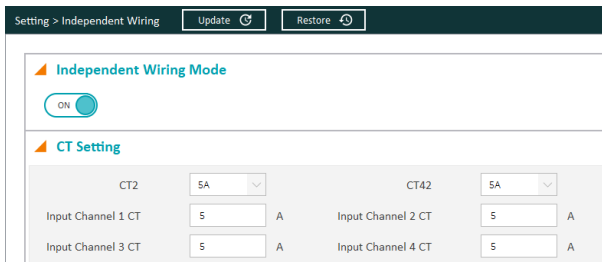 Setting > Independent Wiring Update Restore
Independent Wiring Mode
ON
CT Setting
CT2 5A CT42 5A
Input Channel 1 CT 5 A Input Channel 2 CT 5 A
Input Channel 3 CT 5 A Input Channel 4 CT 5 A